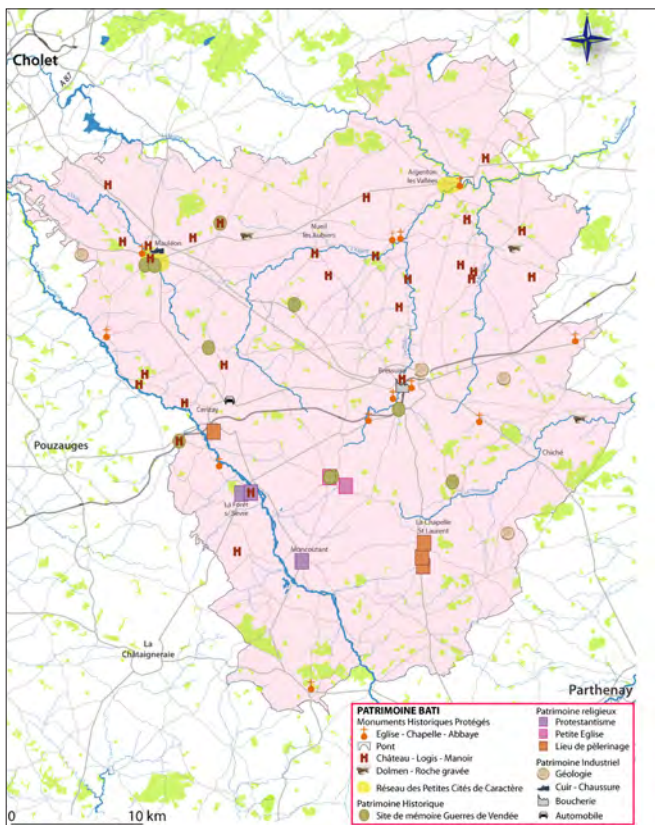 Cholet
A 87
Argenton
les Vallées
Nueil
les Aubiers
Mauléon
Bressuire
Cerizay
Pouzauges
Chiché
La Forêt
s/Sèvre
La Chapelle
St Laurent
Moncoutant
La
Châtaigneraie
Parthenay
0 10 km
PATRIMOINE BATI
Monuments Historiques Protégés
Eglise - Chapelle - Abbaye
Pont
Château - Logis - Manoir
Dolmen - Roche gravée
Réseau des Petites Cités de Caractère
Patrimoine Historique
Site de mémoire Guerres de Vendée
Patrimoine religieux
Protestantisme
Petite Eglise
Lieu de pèlerinage
Patrimoine Industriel
Géologie
Cuir - Chaussure
Boucherie
Automobile